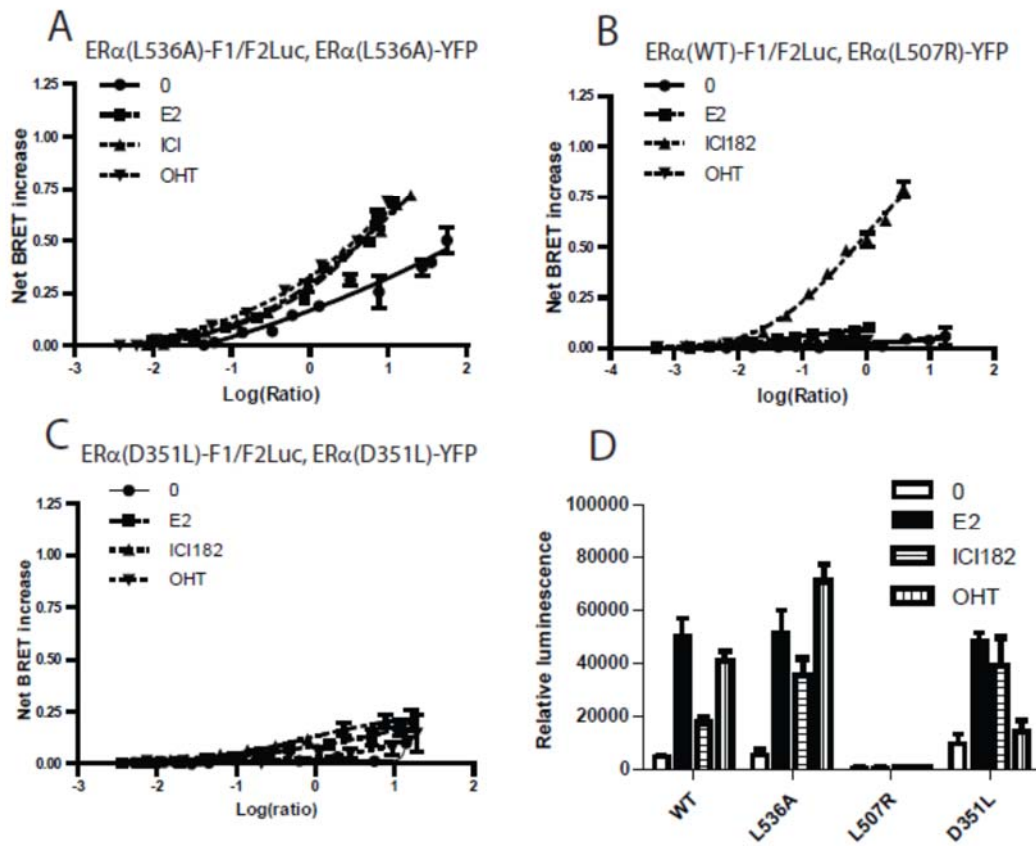 A
ERα(L536A)-F1/F2Luc, ERα(L536A)-YFP
0
E2
ICI
OHT
Net BRET increase
1.25
1.00
0.75
0.50
0.25
0.00
-3 -2 -1 0 1 2
Log(Ratio)
B
ERα(WT)-F1/F2Luc, ERα(L507R)-YFP
0
E2
ICI182
OHT
Net BRET increase
1.25
1.00
0.75
0.50
0.25
0.00
-4 -3 -2 -1 0 1 2
log(Ratio)
C
ERα(D351L)-F1/F2Luc, ERα(D351L)-YFP
0
E2
ICI182
OHT
Net BRET increase
1.25
1.00
0.75
0.50
0.25
0.00
-3 -2 -1 0 1 2
Log(ratio)
D
0
E2
ICI182
OHT
Relative luminescence
100000
80000
60000
40000
20000
0
WT L536A L507R D351L